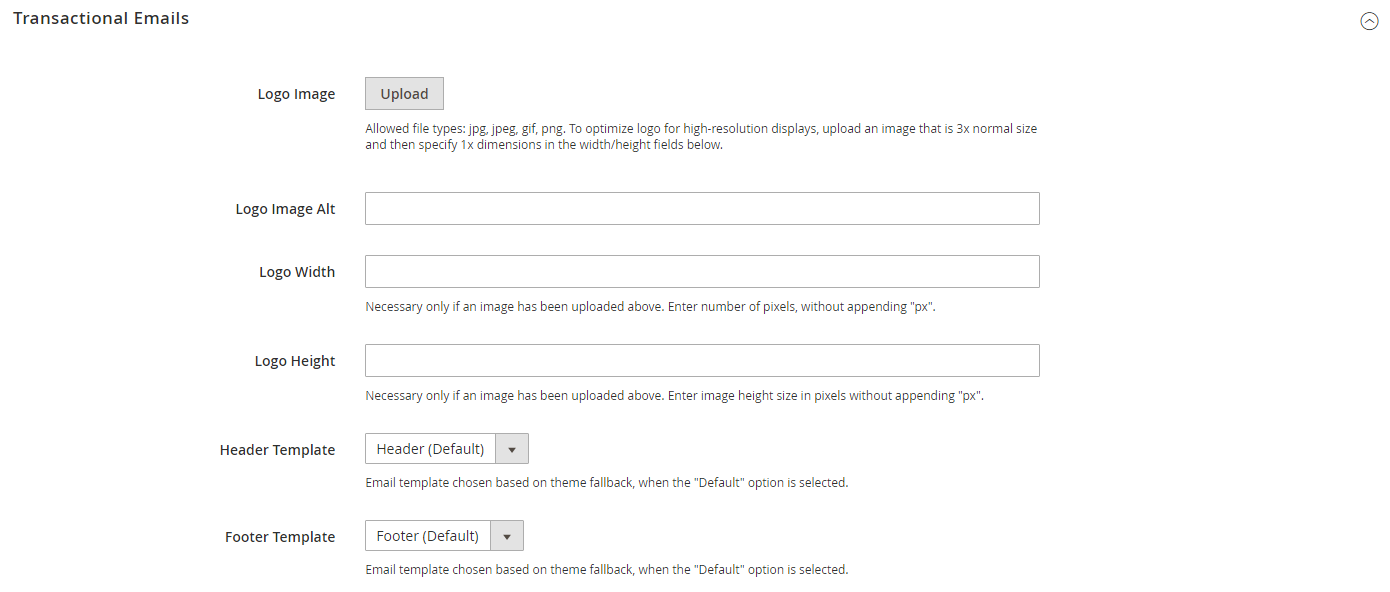 Transactional Emails
Logo Image
Upload
Allowed file types: jpg, jpeg, gif, png. To optimize logo for high-resolution displays, upload an image that is 3x normal size
and then specify 1x dimensions in the width/height fields below.
Logo Image Alt
Logo Width
Necessary only if an image has been uploaded above. Enter number of pixels, without appending "px".
Logo Height
Necessary only if an image has been uploaded above. Enter image height size in pixels without appending "px".
Header Template
Header (Default)
Email template chosen based on theme fallback, when the "Default" option is selected.
Footer Template
Footer (Default)
Email template chosen based on theme fallback, when the "Default" option is selected.